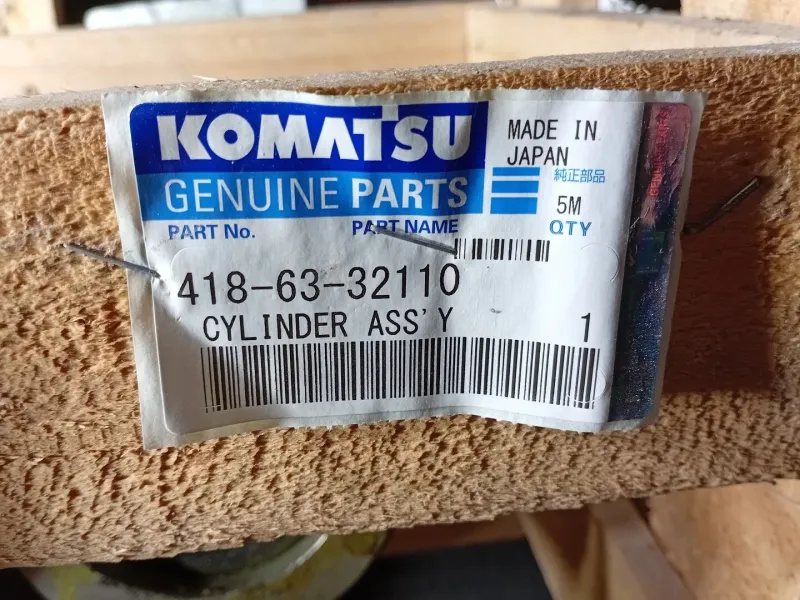 KOMATSU
GENUINE PARTS
MADE IN
JAPAN
純正部品
5M
QTY
PART No.
PART NAME
418-63-32110
CYLINDER ASS'Y
1